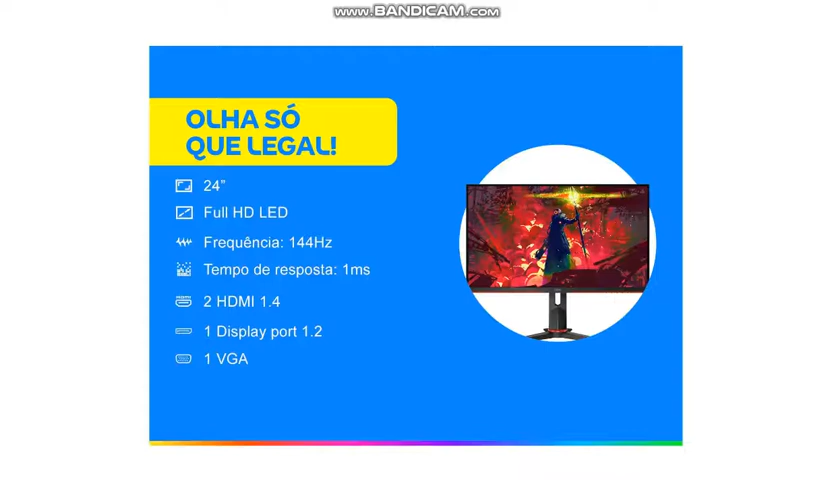 www.BANDICAM.com
OLHA SÓ
QUE LEGAL!
24”
Full HD LED
Frequência: 144Hz
Tempo de resposta: 1ms
2 HDMI 1.4
1 Display port 1.2
1 VGA